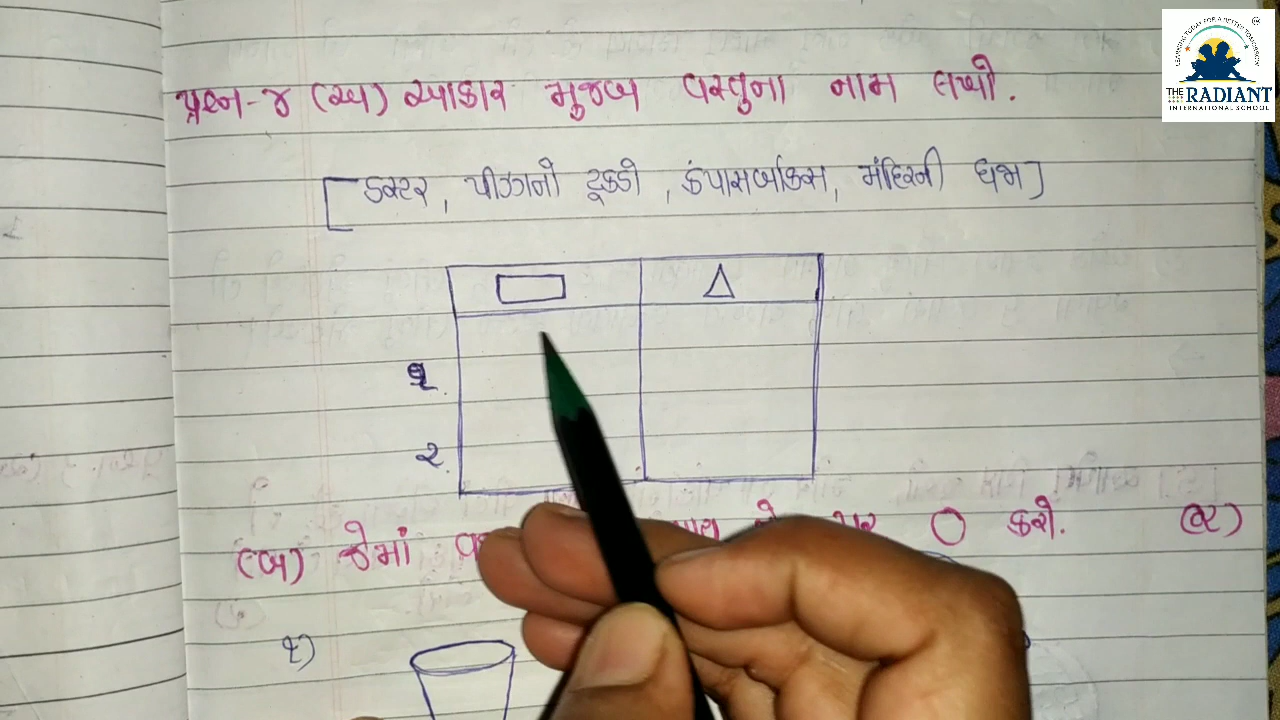 THE RADIANT
INTERNATIONAL SCHOOL
પ્રશ્ન-૪ (અ) આકાર મુજબ વસ્તુના નામ લખો.
[ડસ્ટર, પીઝાનો ટૂકડો, કંપાસબોક્સ, મંદિરની ધજા]
૧.
૨.
(બ) જેમાં ○ કરો. (૨)
૧)